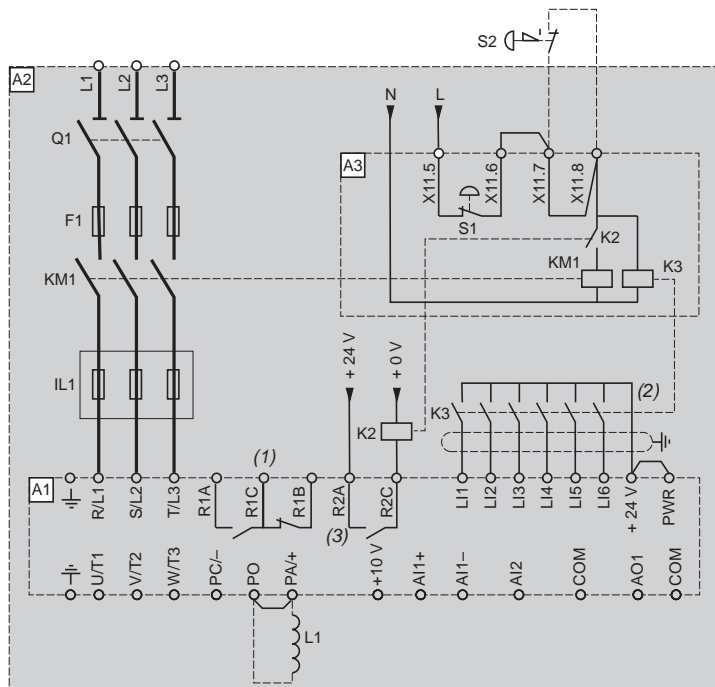 S2
A2
L1
L2
L3
N
L
Q1
A3
X11.5
X11.6
X11.7
X11.8
S1
K2
F1
KM1
KM1
K3
+ 24 V
+ 0 V
IL1
K2
K3
(2)
(1)
A1
R/L1
S/L2
T/L3
R1A
R1C
R1B
R2A
R2C
LI1
LI2
LI3
LI4
LI5
LI6
+ 24 V
PWR
(3)
U/T1
V/T2
W/T3
PC/–
PO
PA/+
+10 V
AI1+
AI1–
AI2
COM
AO1
COM
L1